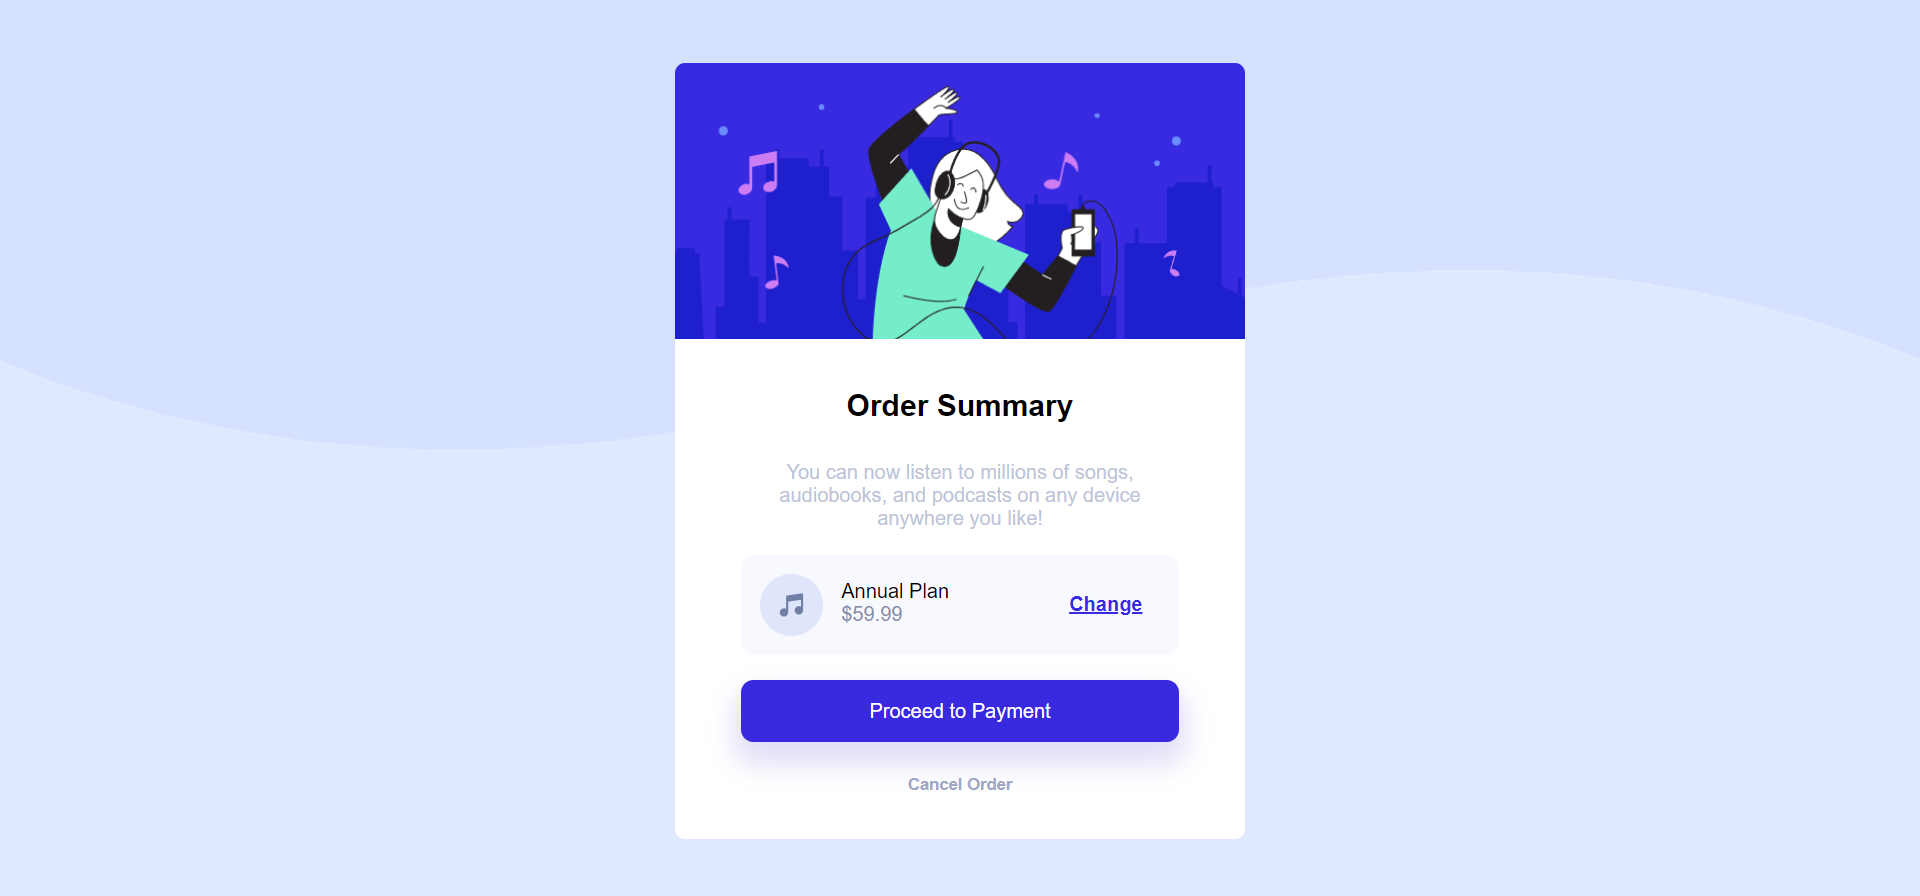 Order Summary
You can now listen to millions of songs,
audiobooks, and podcasts on any device
anywhere you like!
Annual Plan
$59.99
Change
Proceed to Payment
Cancel Order